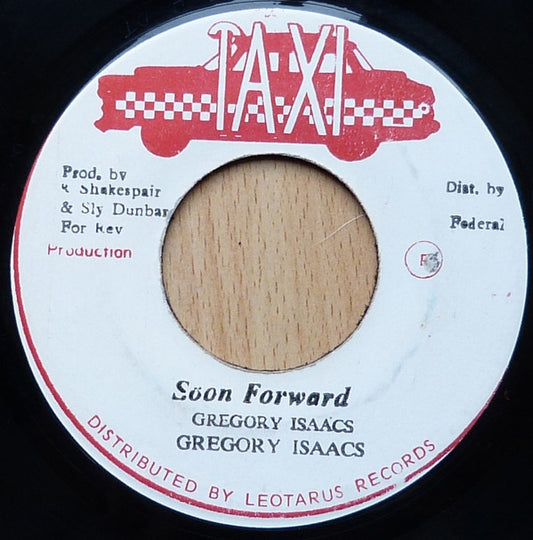 TAXI
Prod. by
R Shakespair
& Sly Dunbar
For Rev
Production
Dist. by
Federal
Soon Forward
GREGORY ISAACS
GREGORY ISAACS
DISTRIBUTED BY LEOTARUS RECORDS